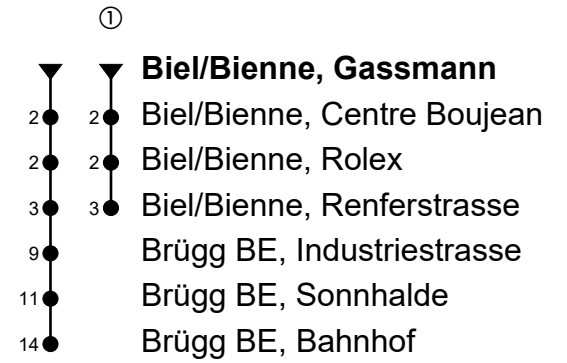 ①
Biel/Bienne, Gassmann
2 2 Biel/Bienne, Centre Boujean
2 2 Biel/Bienne, Rolex
3 3 Biel/Bienne, Renferstrasse
9 Brügg BE, Industriestrasse
11 Brügg BE, Sonnhalde
14 Brügg BE, Bahnhof